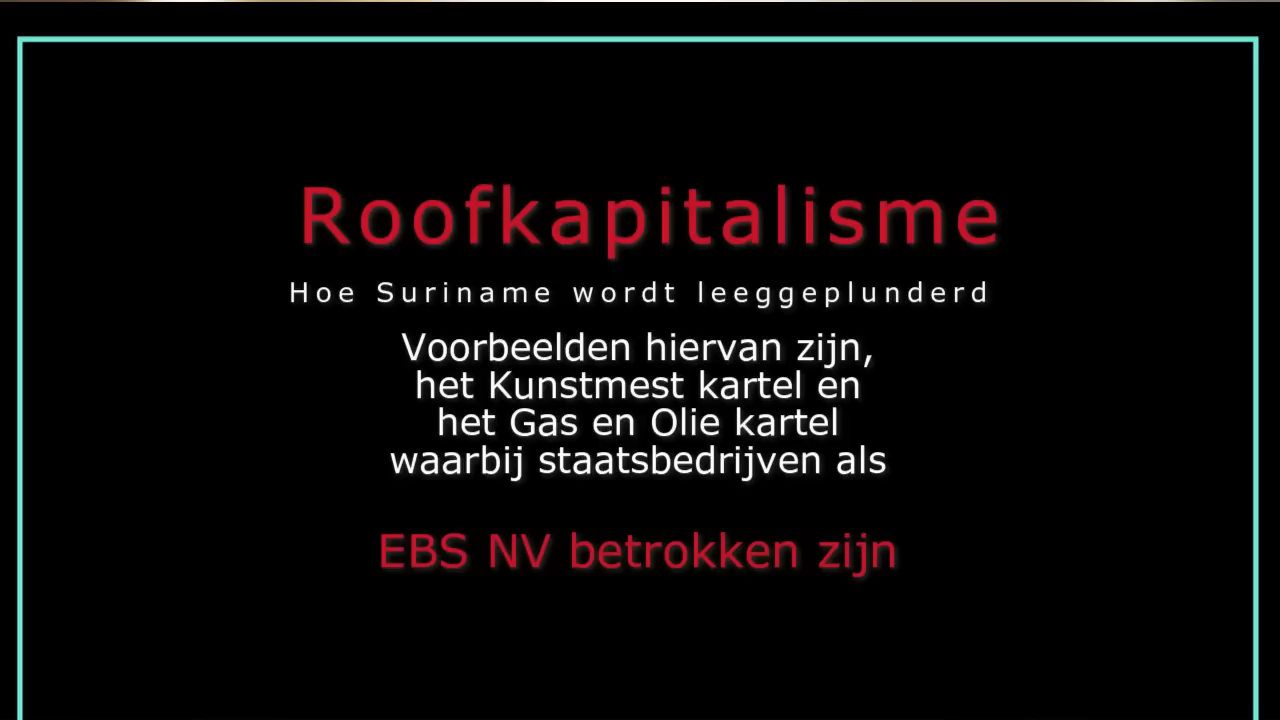 Roofkapitalisme
Hoe Suriname wordt leeggeplunderd
Voorbeelden hiervan zijn,
het Kunstmest kartel en
het Gas en Olie kartel
waarbij staatsbedrijven als
EBS NV betrokken zijn